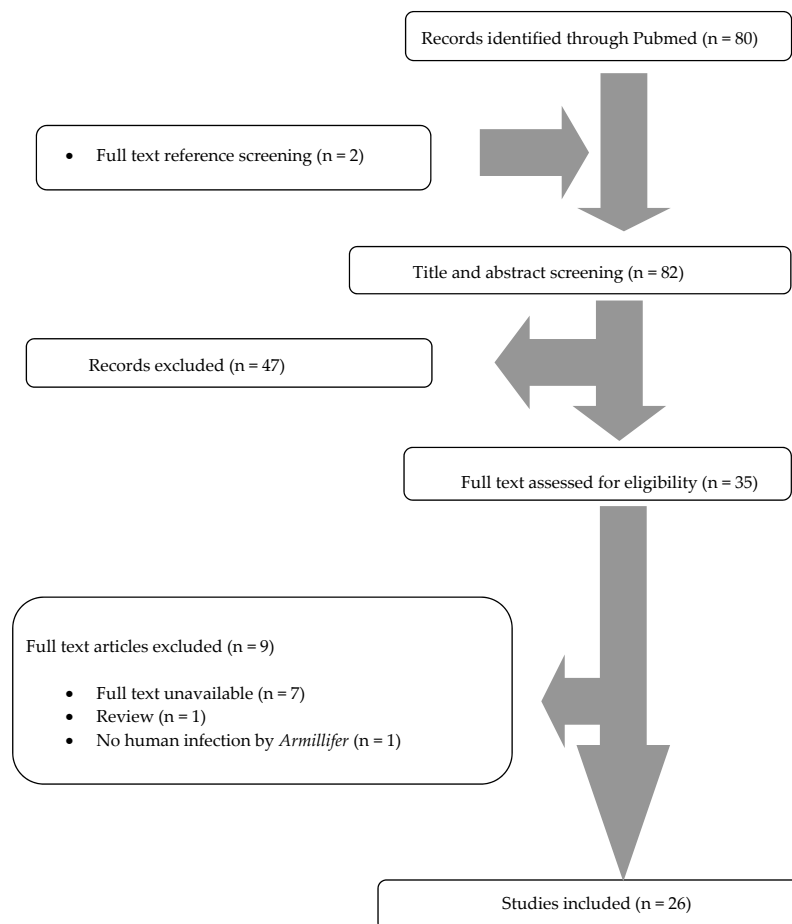 Records identified through Pubmed (n = 80)
• Full text reference screening (n = 2)
Title and abstract screening (n = 82)
Records excluded (n = 47)
Full text assessed for eligibility (n = 35)
Full text articles excluded (n = 9)
• Full text unavailable (n = 7)
• Review (n = 1)
• No human infection by Armillifer (n = 1)
Studies included (n = 26)